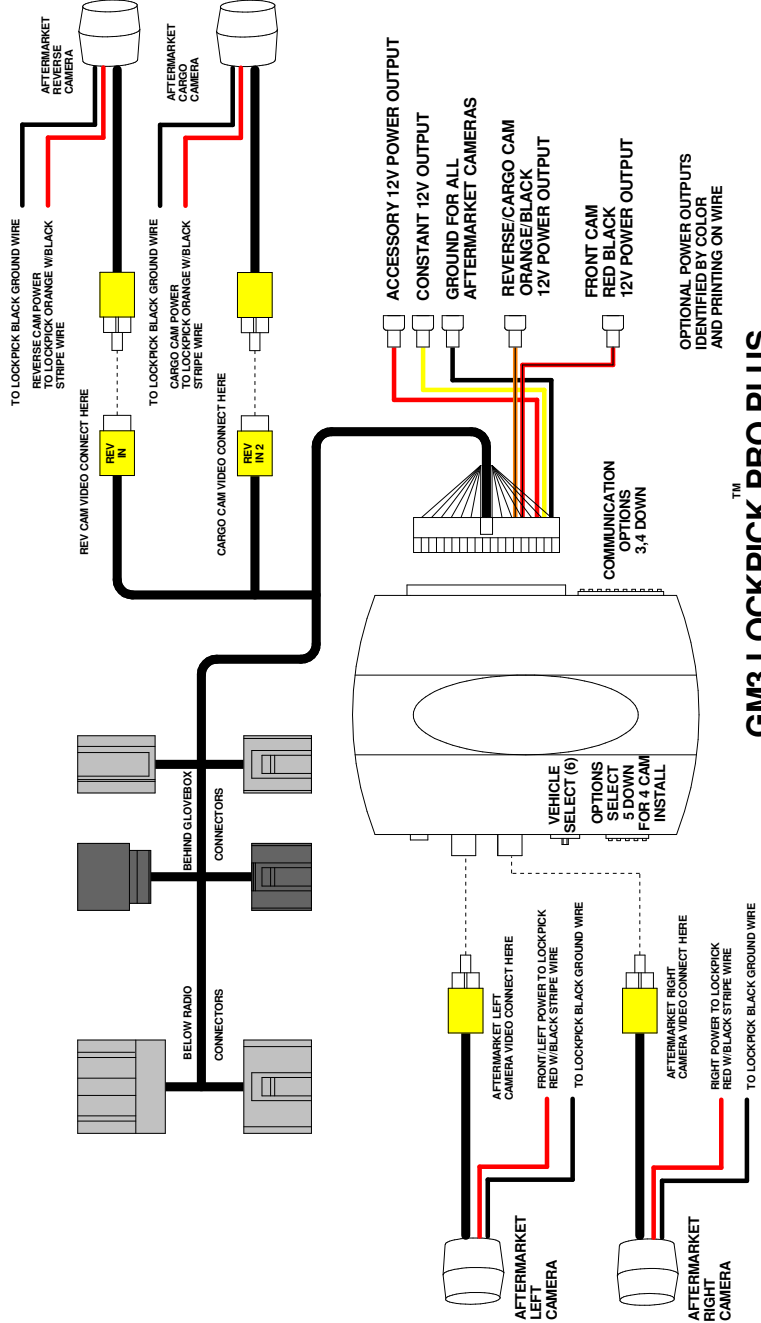 AFTERMARKET
REVERSE
CAMERA
TO LOCKPICK BLACK GROUND WIRE
REVERSE CAM POWER
TO LOCKPICK ORANGE W/BLACK
STRIPE WIRE
REV CAM VIDEO CONNECT HERE
REV
IN
AFTERMARKET
CARGO
CAMERA
TO LOCKPICK BLACK GROUND WIRE
CARGO CAM POWER
TO LOCKPICK ORANGE W/BLACK
STRIPE WIRE
CARGO CAM VIDEO CONNECT HERE
REV
IN 2
ACCESSORY 12V POWER OUTPUT
CONSTANT 12V OUTPUT
GROUND FOR ALL
AFTERMARKET CAMERAS
REVERSE/CARGO CAM
ORANGE/BLACK
12V POWER OUTPUT
FRONT CAM
RED BLACK
12V POWER OUTPUT
OPTIONAL POWER OUTPUTS
IDENTIFIED BY COLOR
AND PRINTING ON WIRE
BEHIND GLOVEBOX
CONNECTORS
BELOW RADIO
CONNECTORS
COMMUNICATION
OPTIONS
3,4 DOWN
VEHICLE
SELECT (6)
OPTIONS
SELECT
5 DOWN
FOR 4 CAM
INSTALL
AFTERMARKET LEFT
CAMERA VIDEO CONNECT HERE
FRONT/LEFT POWER TO LOCKPICK
RED W/BLACK STRIPE WIRE
TO LOCKPICK BLACK GROUND WIRE
AFTERMARKET
LEFT
CAMERA
AFTERMARKET RIGHT
CAMERA VIDEO CONNECT HERE
RIGHT POWER TO LOCKPICK
RED W/BLACK STRIPE WIRE
TO LOCKPICK BLACK GROUND WIRE
AFTERMARKET
RIGHT
CAMERA
GM3 LOCKPICK PRO PLUS
TM